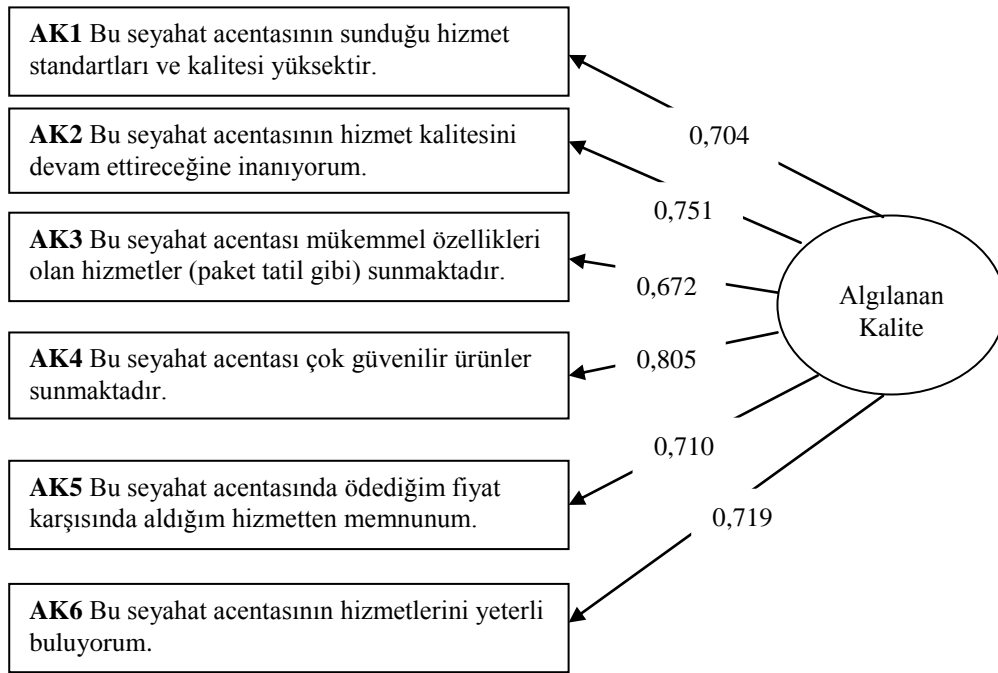 AK1 Bu seyahat acentasının sunduğu hizmet
standartları ve kalitesi yüksektir.
0,704
AK2 Bu seyahat acentasının hizmet kalitesini
devam ettireceğine inanıyorum.
0,751
AK3 Bu seyahat acentası mükemmel özellikleri
olan hizmetler (paket tatil gibi) sunmaktadır.
0,672
Algılanan
Kalite
AK4 Bu seyahat acentası çok güvenilir ürünler
sunmaktadır.
0,805
AK5 Bu seyahat acentasında ödediğim fiyat
karşısında aldığım hizmetten memnunum.
0,710
0,719
AK6 Bu seyahat acentasının hizmetlerini yeterli
buluyorum.